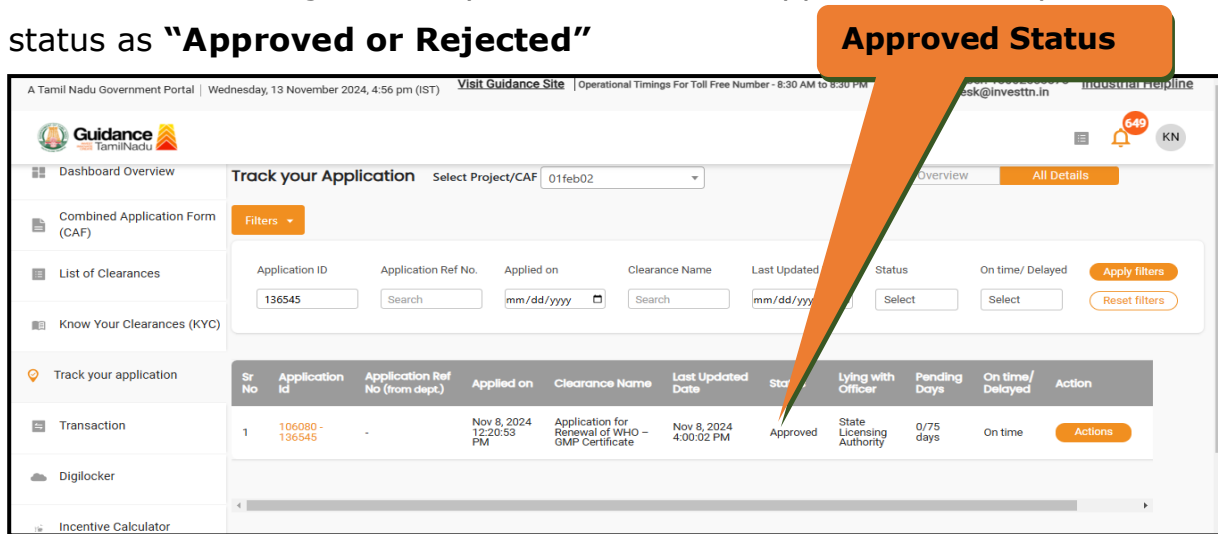 status as “Approved or Rejected”
Approved Status
A Tamil Nadu Government Portal | Wednesday, 13 November 2024, 4:56 pm (IST) Visit Guidance Site | Operational Timings For Toll Free Number - 8:30 AM to 8:30 PM esk@investtn.in Industrial Helpline
Guidance
TamilNadu
649
KN
Dashboard Overview
Combined Application Form
(CAF)
List of Clearances
Know Your Clearances (KYC)
Track your application
Transaction
Digilocker
Incentive Calculator
Track your Application Select Project/CAF 01feb02 Overview All Details
Filters
Application ID Application Ref No. Applied on Clearance Name Last Updated Status On time/ Delayed Apply filters
136545 Search mm/dd/yyyy Search mm/dd/yyy Select Select Reset filters
Sr Application Application Ref Last Updated Lying with Pending On time/
No Id No (from dept.) Applied on Clearance Name Date Officer Days Delayed Action
Nov 8, 2024 Application for State
1 106080 - - 12:20:53 Renewal of WHO – Nov 8, 2024 Approved Licensing 0/75 On time Actions
136545 PM GMP Certificate 4:00:02 PM Authority days